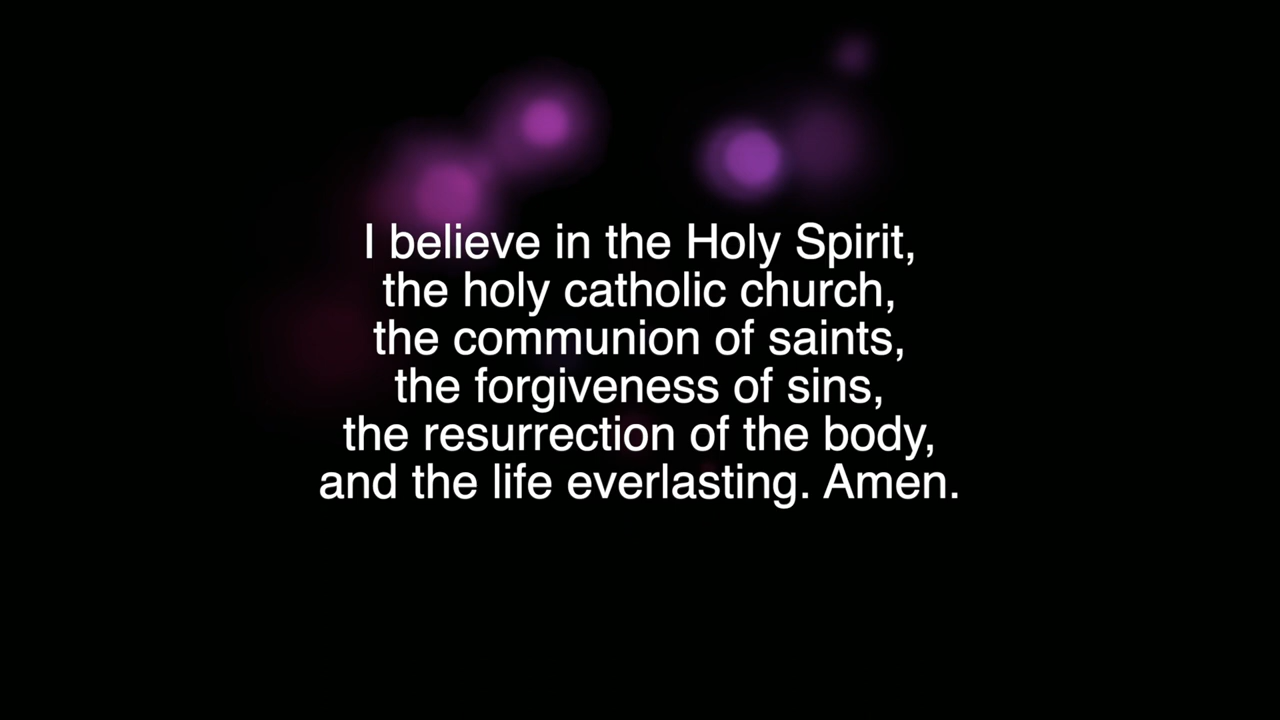 I believe in the Holy Spirit,
the holy catholic church,
the communion of saints,
the forgiveness of sins,
the resurrection of the body,
and the life everlasting. Amen.